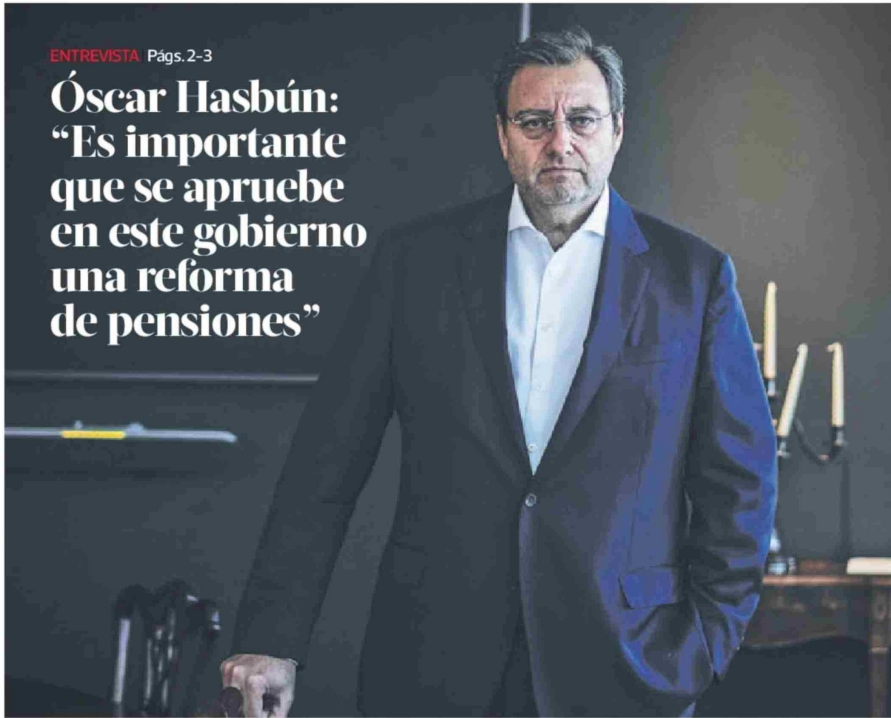 ENTREVISTA | Págs. 2-3
Óscar Hasbún:
“Es importante
que se apruebe
en este gobierno
una reforma
de pensiones”